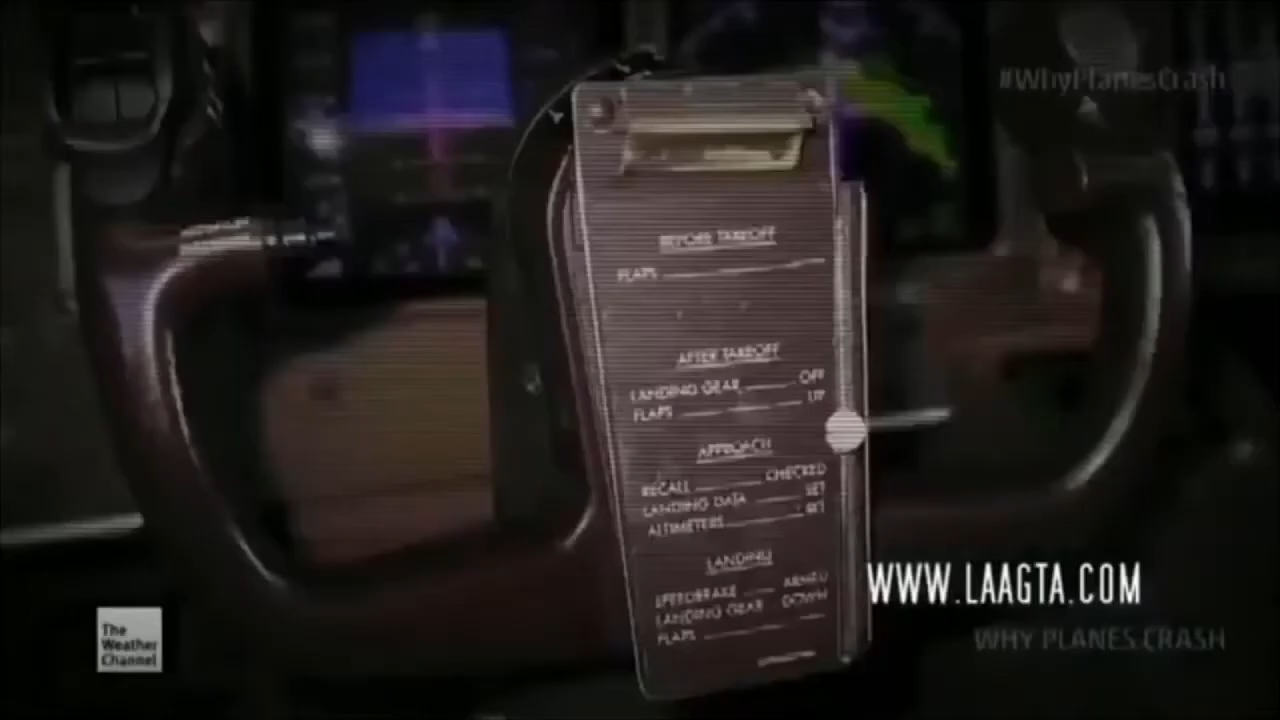 #WhyPlanesCrash
BEFORE TAKEOFF
FLAPS
AFTER TAKEOFF
LANDING GEAR OFF
FLAPS UP
APPROACH
RECALL CHECKED
LANDING DATA SET
ALTIMETERS SET
LANDING
SPEEDBRAKE ARMED
LANDING GEAR DOWN
FLAPS
WWW.LAAGTA.COM
WHY PLANES CRASH
The
Weather
Channel